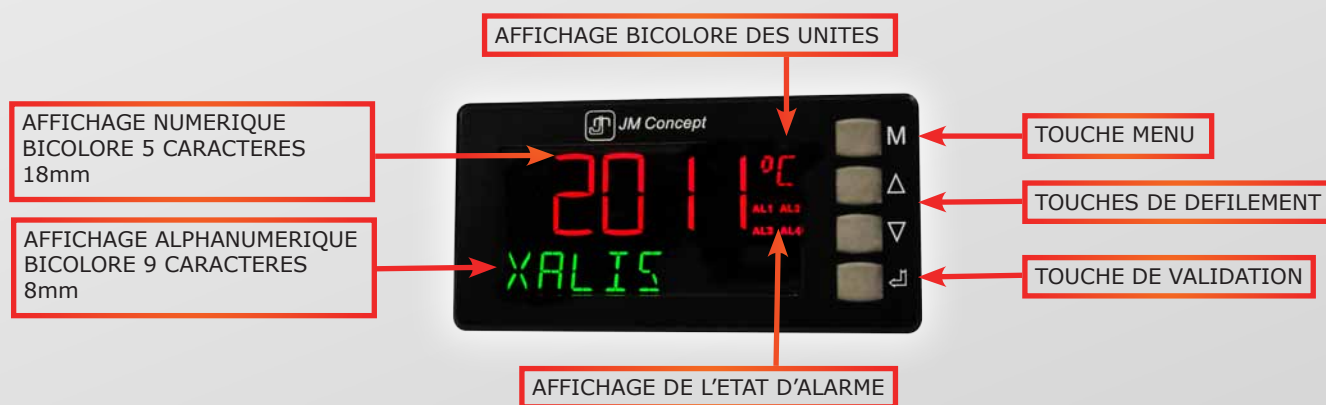 AFFICHAGE BICOLORE DES UNITES
AFFICHAGE NUMERIQUE
BICOLORE 5 CARACTERES
18mm
AFFICHAGE ALPHANUMERIQUE
BICOLORE 9 CARACTERES
8mm
JM Concept
2011 °C
AL1 AL2
AL3 AL4
XALIS
M
TOUCHE MENU
TOUCHES DE DEFILEMENT
TOUCHE DE VALIDATION
AFFICHAGE DE L'ETAT D'ALARME